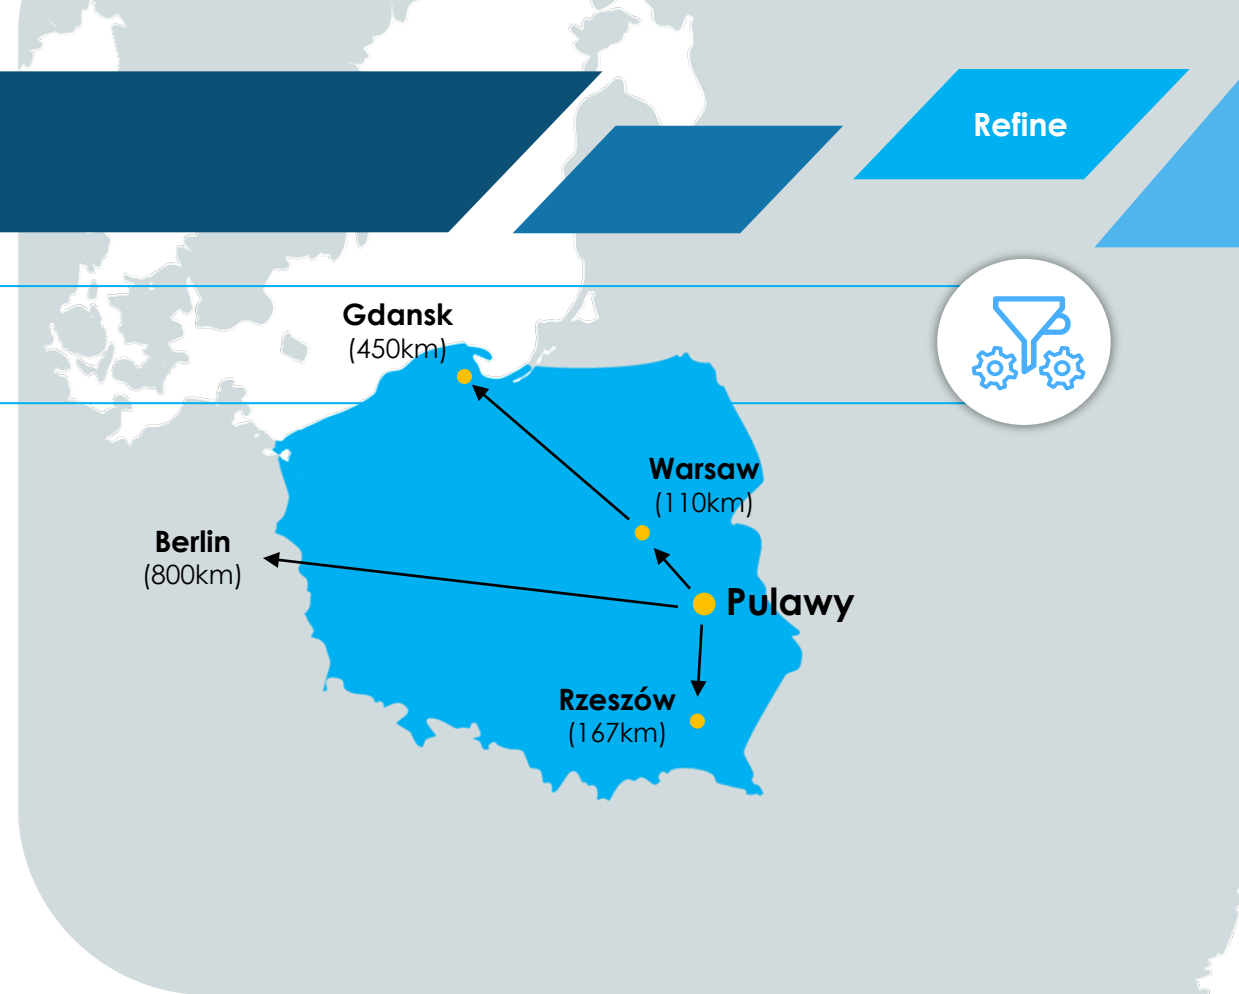 Refine
Gdansk
(450km)
Warsaw
(110km)
Berlin
(800km)
Pulawy
Rzeszów
(167km)